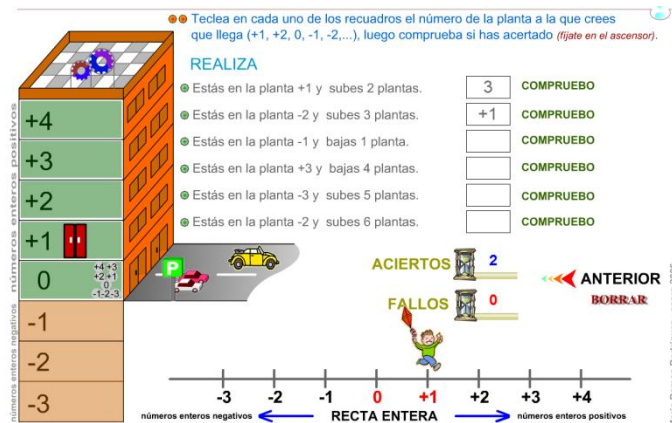 Teclea en cada uno de los recuadros el número de la planta a la que crees
que llega (+1, +2, 0, -1, -2,...), luego comprueba si has acertado (fíjate en el ascensor).
REALIZA
Estás en la planta +1 y subes 2 plantas. 3 COMPRUEBO
Estás en la planta -2 y subes 3 plantas. +1 COMPRUEBO
Estás en la planta -1 y bajas 1 planta. COMPRUEBO
Estás en la planta +3 y bajas 4 plantas. COMPRUEBO
Estás en la planta -3 y subes 5 plantas. COMPRUEBO
Estás en la planta -2 y subes 6 plantas. COMPRUEBO
números enteros positivos
+4
+3
+2
+1
0
+4 +3
+2 +1
0
-1-2-3
P
números enteros negativos
-1
-2
-3
ACIERTOS 2
FALLOS 0
ANTERIOR
BORRAR
-3 -2 -1 0 +1 +2 +3 +4
números enteros negativos RECTA ENTERA números enteros positivos